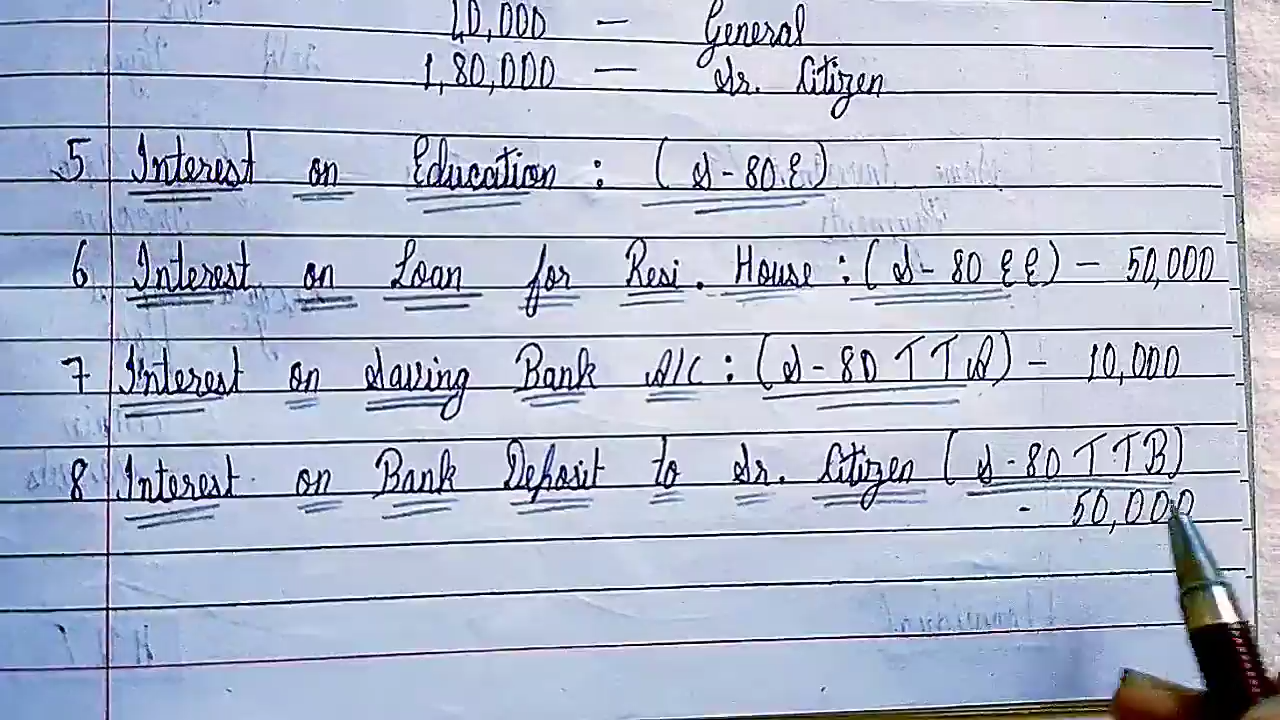 40,000 — General
1,80,000 — Sr. Citizen
5 Interest on Education : (S-80E)
6 Interest on Loan for Resi. House : (S-80 EE) - 50,000
7 Interest on Saving Bank A/C : (S-80 TTA) - 10,000
8 Interest on Bank Deposit to Sr. Citizen (S-80 TTB)
- 50,000